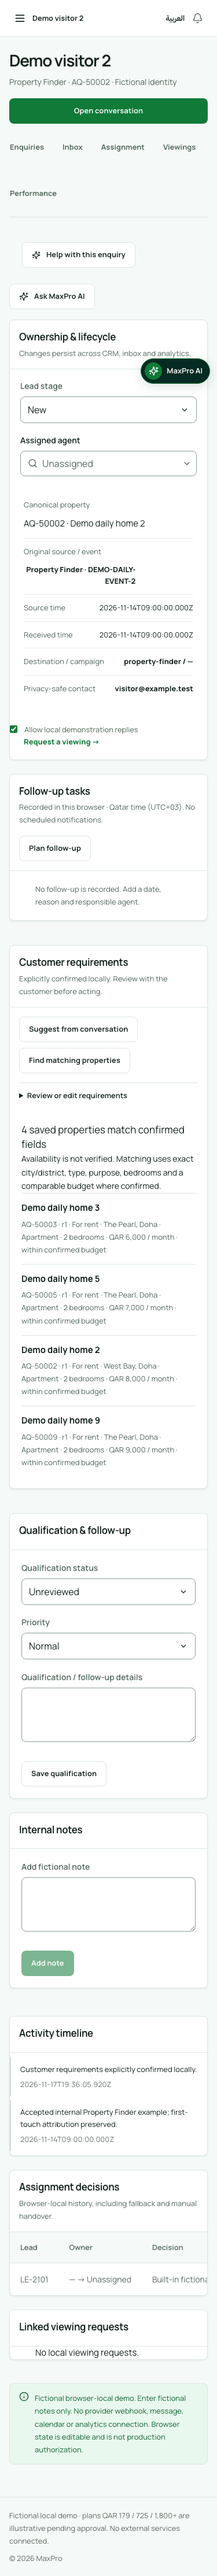 Demo visitor 2
العربية
Demo visitor 2
Property Finder · AQ-50002 · Fictional identity
Open conversation
Enquiries Inbox Assignment Viewings
Performance
Help with this enquiry
Ask MaxPro AI
Ownership & lifecycle
Changes persist across CRM, inbox and analytics.
MaxPro AI
Lead stage
New
Assigned agent
Unassigned
Canonical property
AQ-50002 · Demo daily home 2
Original source / event
Property Finder · DEMO-DAILY-
EVENT-2
Source time 2026-11-14T09:00:00.000Z
Received time 2026-11-14T09:00:00.000Z
Destination / campaign property-finder / —
Privacy-safe contact visitor@example.test
Allow local demonstration replies
Request a viewing →
Follow-up tasks
Recorded in this browser · Qatar time (UTC+03). No
scheduled notifications.
Plan follow-up
No follow-up is recorded. Add a date,
reason and responsible agent.
Customer requirements
Explicitly confirmed locally. Review with the
customer before acting.
Suggest from conversation
Find matching properties
Review or edit requirements
4 saved properties match confirmed
fields
Availability is not verified. Matching uses exact
city/district, type, purpose, bedrooms and a
comparable budget where confirmed.
Demo daily home 3
AQ-50003 · r1 · For rent · The Pearl, Doha ·
Apartment · 2 bedrooms · QAR 6,000 / month ·
within confirmed budget
Demo daily home 5
AQ-50005 · r1 · For rent · The Pearl, Doha ·
Apartment · 2 bedrooms · QAR 7,000 / month ·
within confirmed budget
Demo daily home 2
AQ-50002 · r1 · For rent · West Bay, Doha ·
Apartment · 2 bedrooms · QAR 8,000 / month ·
within confirmed budget
Demo daily home 9
AQ-50009 · r1 · For rent · The Pearl, Doha ·
Apartment · 2 bedrooms · QAR 9,000 / month ·
within confirmed budget
Qualification & follow-up
Qualification status
Unreviewed
Priority
Normal
Qualification / follow-up details
Save qualification
Internal notes
Add fictional note
Add note
Activity timeline
Customer requirements explicitly confirmed locally.
2026-11-17T19:36:05.920Z
Accepted internal Property Finder example; first-
touch attribution preserved.
2026-11-14T09:00:00.000Z
Assignment decisions
Browser-local history, including fallback and manual
handover.
Lead Owner Decision
LE-2101 — → Unassigned Built-in fictiona
Linked viewing requests
No local viewing requests.
Fictional browser-local demo. Enter fictional
notes only. No provider webhook, message,
calendar or analytics connection. Browser
state is editable and is not production
authorization.
Fictional local demo · plans QAR 179 / 725 / 1,800+ are
illustrative pending approval. No external services
connected.
© 2026 MaxPro